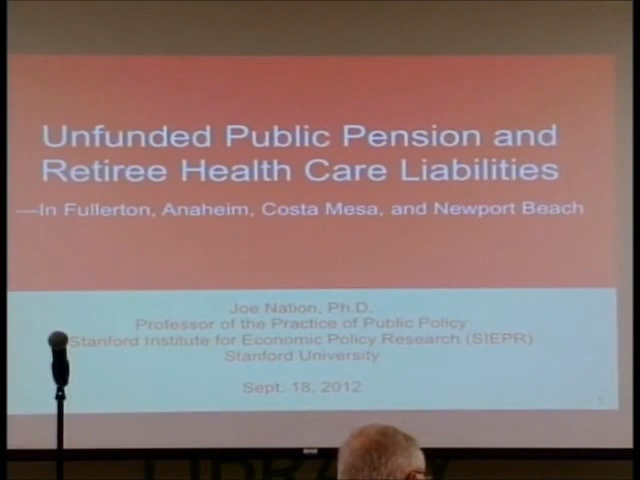 Unfunded Public Pension and
Retiree Health Care Liabilities
—In Fullerton, Anaheim, Costa Mesa, and Newport Beach
Joe Nation, Ph.D.
Professor of the Practice of Public Policy
Stanford Institute for Economic Policy Research (SIEPR)
Stanford University
Sept. 18, 2012
LIBRARY